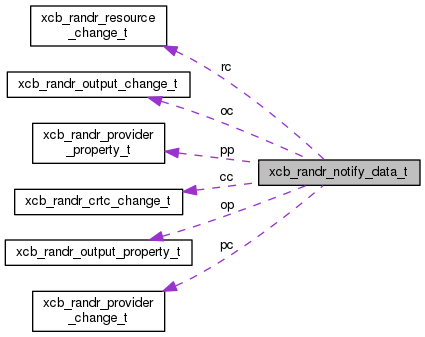 xcb_randr_resource
_change_t
rc
xcb_randr_output_change_t
oc
xcb_randr_provider
_property_t
pp
xcb_randr_notify_data_t
cc
xcb_randr_crtc_change_t
op
xcb_randr_output_property_t
pc
xcb_randr_provider
_change_t